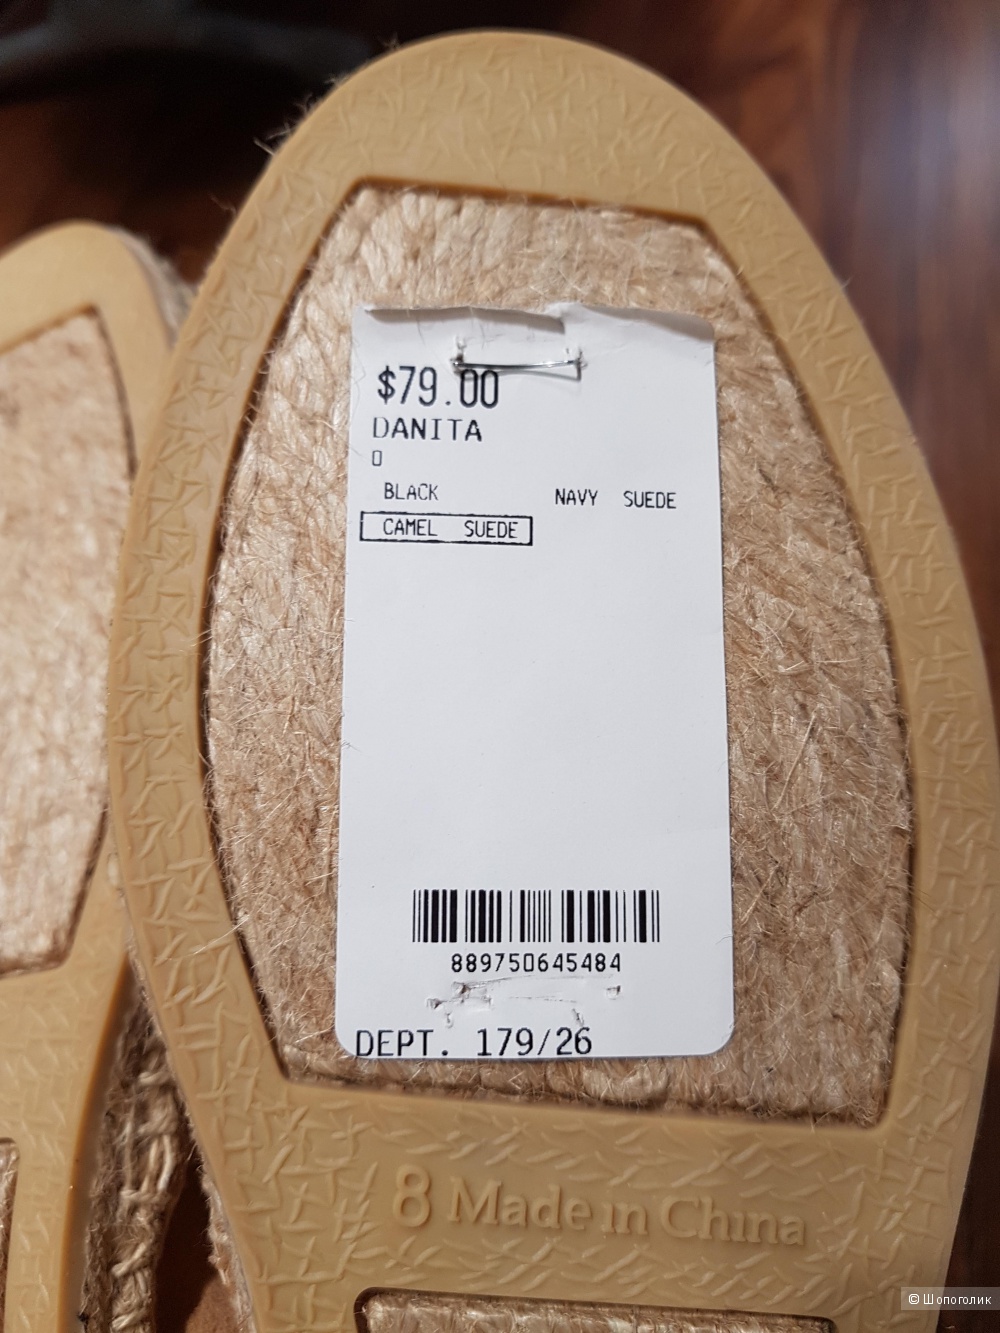 $79.00
DANITA
0
BLACK NAVY SUEDE
CAMEL SUEDE
889750645484
DEPT. 179/26
8 Made in China
© Шопоголик